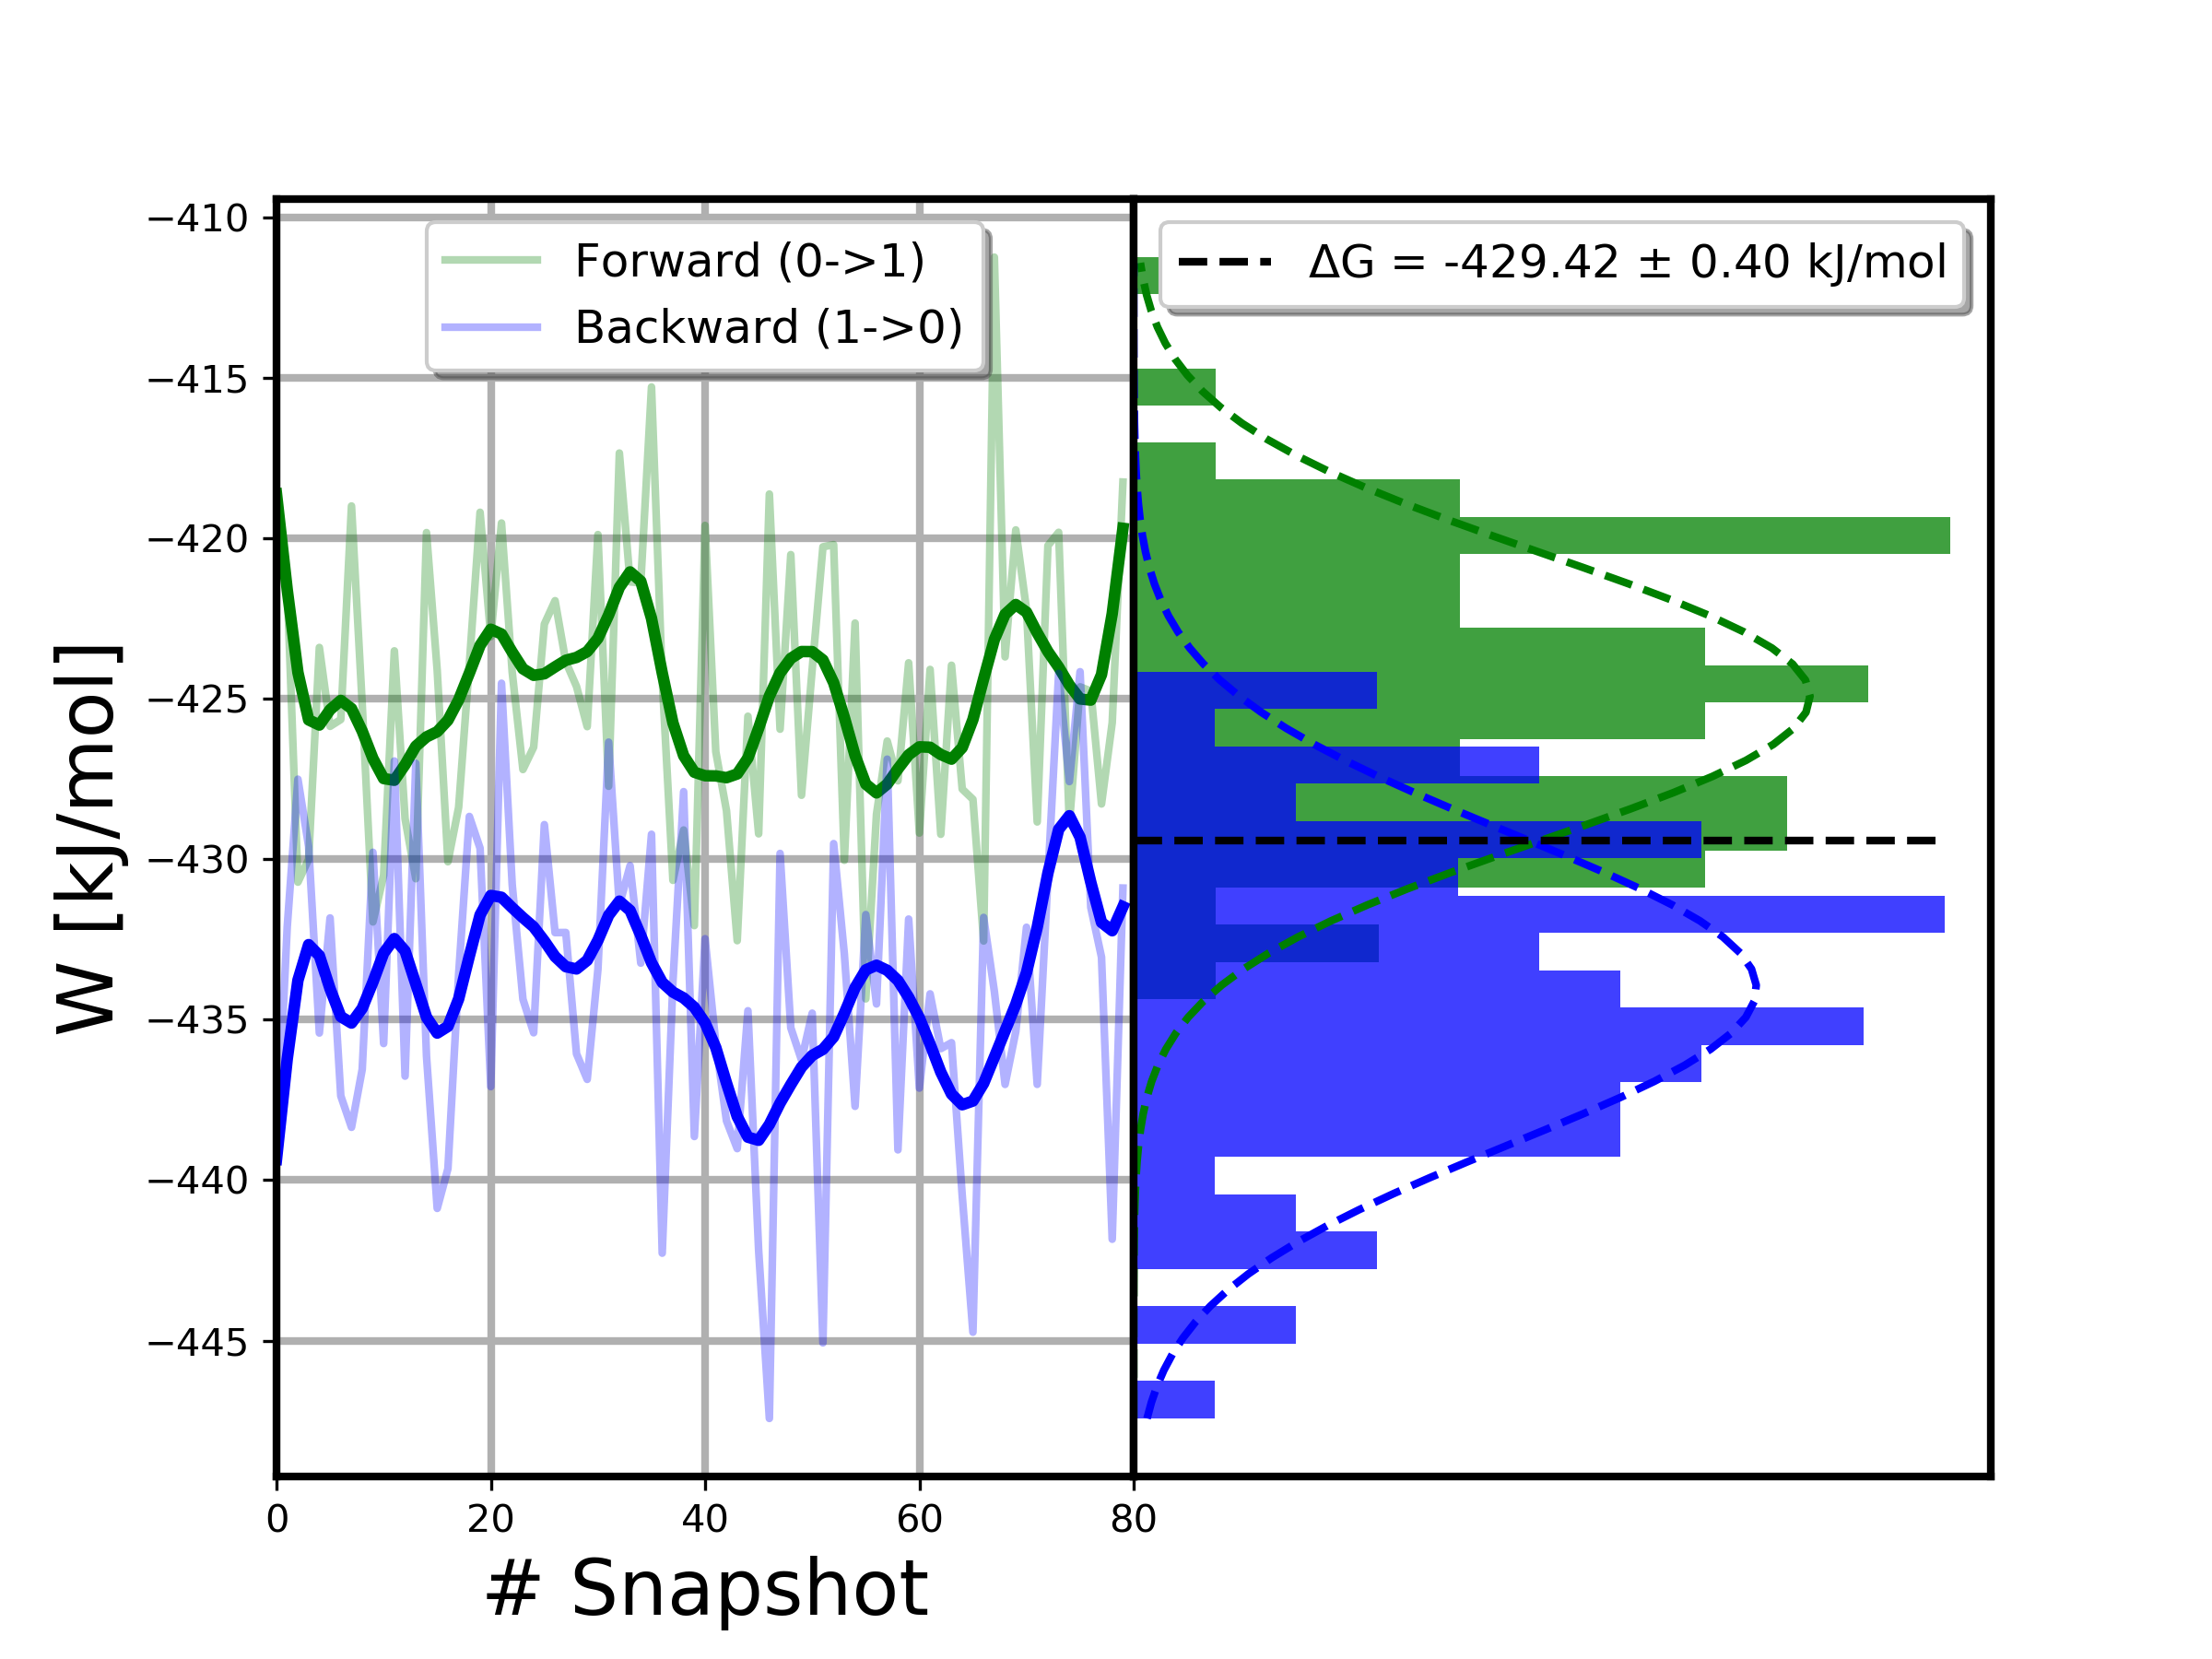 W [kJ/mol]
−410
−415
−420
−425
−430
−435
−440
−445
Forward (0->1)
Backward (1->0)
ΔG = -429.42 ± 0.40 kJ/mol
0 20 40 60 80
# Snapshot